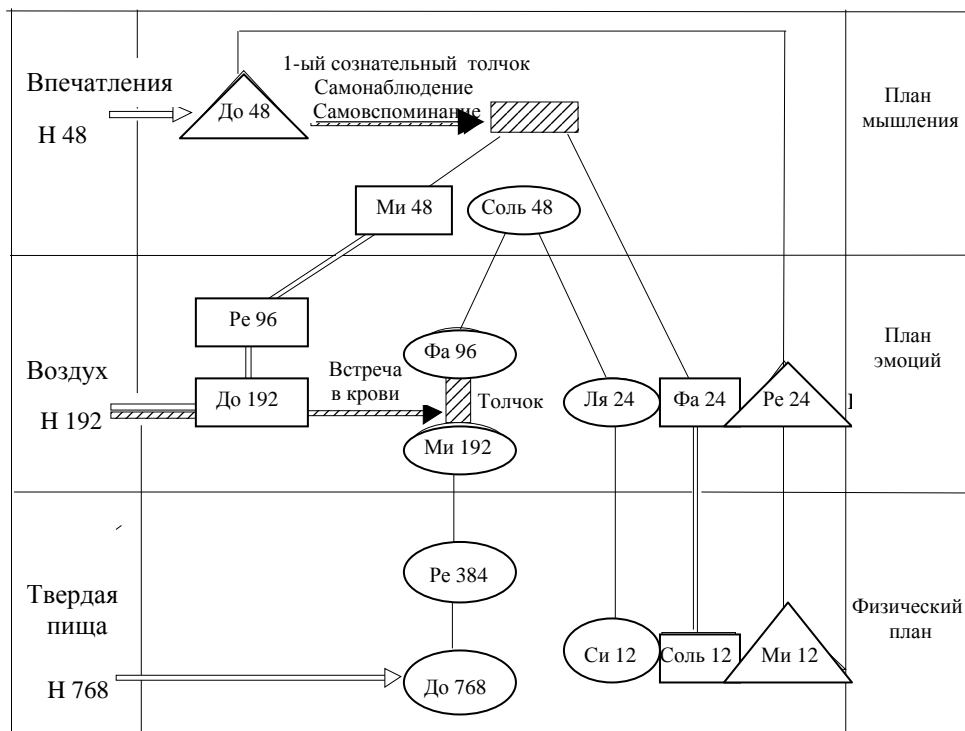 1-ый сознательный толчок
Самонаблюдение
Самовспоминание
Впечатления
Н 48
До 48
План
мышления
Ми 48
Соль 48
Ре 96
Фа 96
План
эмоций
Воздух
Н 192
До 192
Встреча
в крови
Толчок
Ми 192
Ля 24
Фа 24
Ре 24
Ре 384
Твердая
пища
Н 768
До 768
Си 12
Соль 12
Ми 12
Физический
план